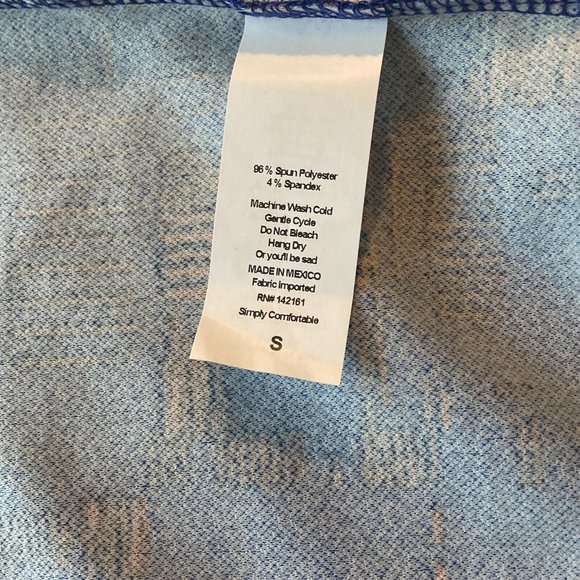 96% Spun Polyester
4% Spandex
Machine Wash Cold
Gentle Cycle
Do Not Bleach
Hang Dry
Or you'll be sad
MADE IN MEXICO
Fabric Imported
RN# 142161
Simply Comfortable
S